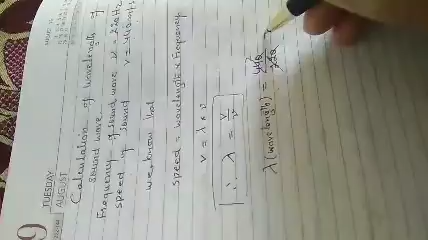 9
TUESDAY
AUGUST
Calculation of wavelength of
sound wave
Frequency of sound wave ν = 220Hz
speed of sound v = 440 m/s
we know that
speed = wavelength × Frequency
v = λ × ν
∴ λ = v/ν
λ (wavelength) = 440/220